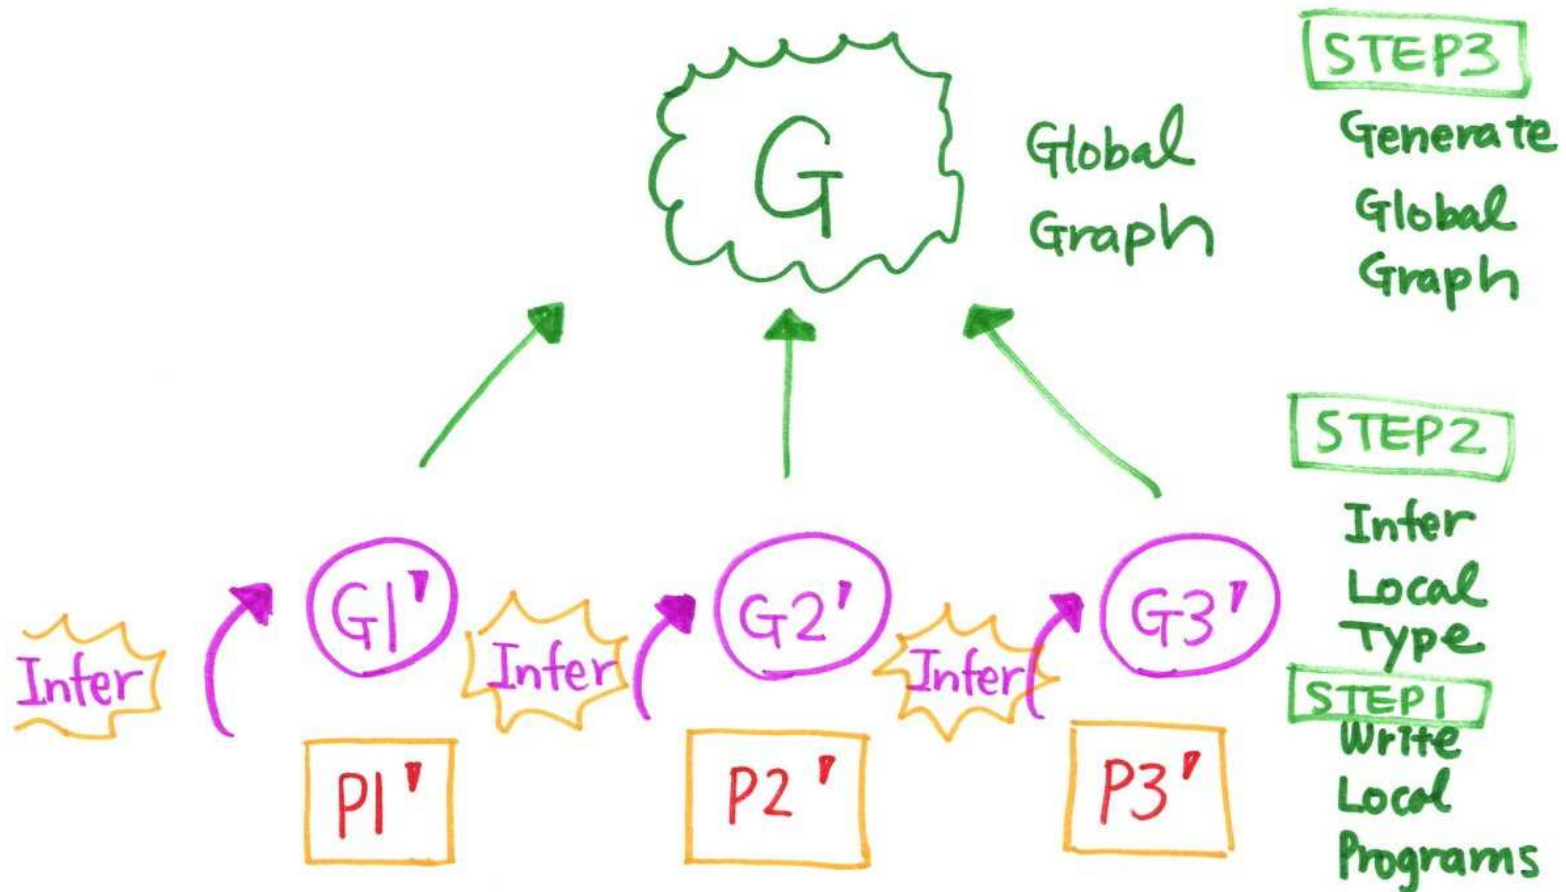 STEP3
Generate
Global
Graph
G
Global
Graph
STEP2
Infer
Local
Type
G1'
G2'
G3'
Infer
Infer
Infer
STEP1
Write
Local
Programs
P1'
P2'
P3'